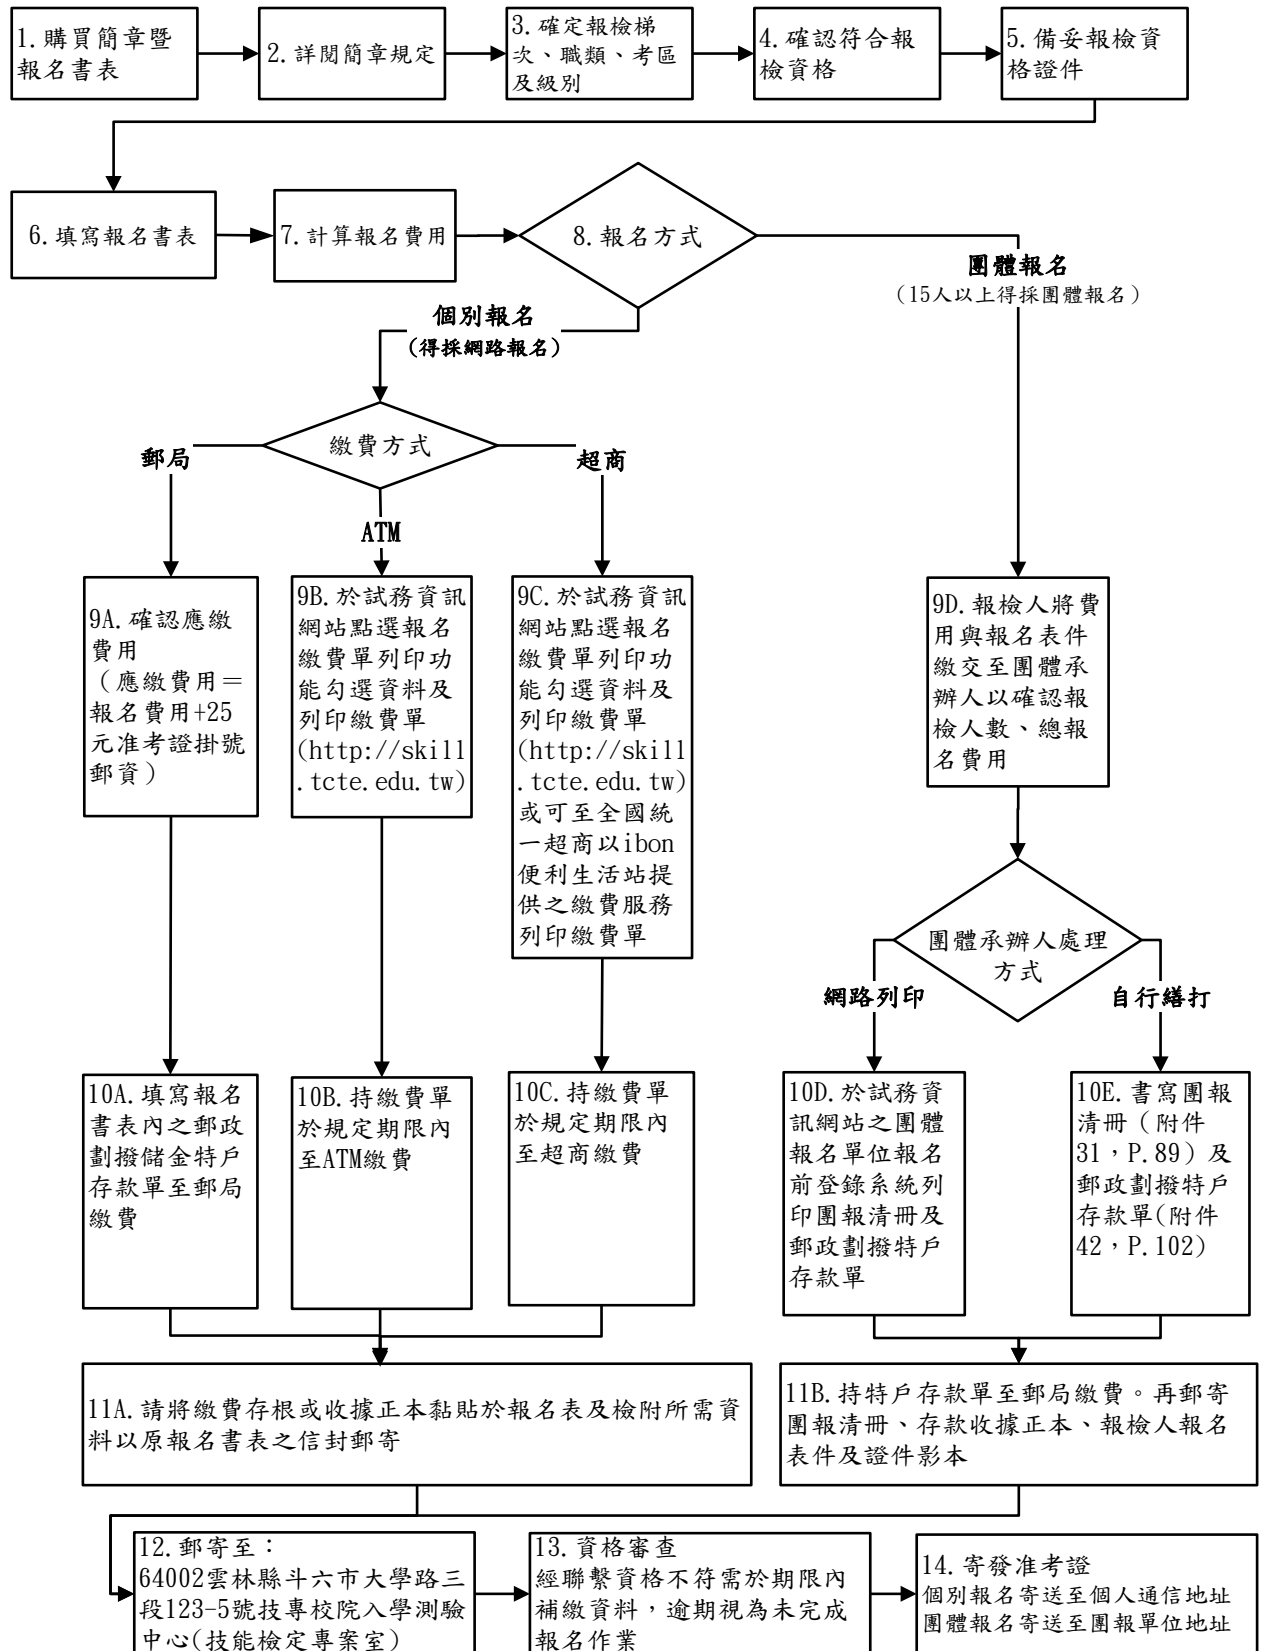 1.購買簡章暨
報名書表
2.詳閱簡章規定
3.確定報檢梯
次、職類、考區
及級別
4.確認符合報
檢資格
5.備妥報檢資
格證件
6.填寫報名書表
7.計算報名費用
8.報名方式
團體報名
（15人以上得採團體報名）
個別報名
（得採網路報名）
繳費方式
郵局
ATM
超商
9A.確認應繳
費用
（應繳費用＝
報名費用+25
元准考證掛號
郵資）
9B.於試務資訊
網站點選報名
繳費單列印功
能勾選資料及
列印繳費單
(http://skill
.tcte.edu.tw)
9C.於試務資訊
網站點選報名
繳費單列印功
能勾選資料及
列印繳費單
(http://skill
.tcte.edu.tw)
或可至全國統
一超商以ibon
便利生活站提
供之繳費服務
列印繳費單
9D.報檢人將費
用與報名表件
繳交至團體承
辦人以確認報
檢人數、總報
名費用
團體承辦人處理
方式
網路列印
自行繕打
10A.填寫報名
書表內之郵政
劃撥儲金特戶
存款單至郵局
繳費
10B.持繳費單
於規定期限內
至ATM繳費
10C.持繳費單
於規定期限內
至超商繳費
10D.於試務資
訊網站之團體
報名單位報名
前登錄系統列
印團報清冊及
郵政劃撥特戶
存款單
10E.書寫團報
清冊（附件
31，P.89）及
郵政劃撥特戶
存款單(附件
42，P.102)
11A.請將繳費存根或收據正本黏貼於報名表及檢附所需資
料以原報名書表之信封郵寄
11B.持特戶存款單至郵局繳費。再郵寄
團報清冊、存款收據正本、報檢人報名
表件及證件影本
12.郵寄至：
64002雲林縣斗六市大學路三
段123-5號技專校院入學測驗
中心(技能檢定專案室)
13.資格審查
經聯繫資格不符需於期限內
補繳資料，逾期視為未完成
報名作業
14.寄發准考證
個別報名寄送至個人通信地址
團體報名寄送至團報單位地址